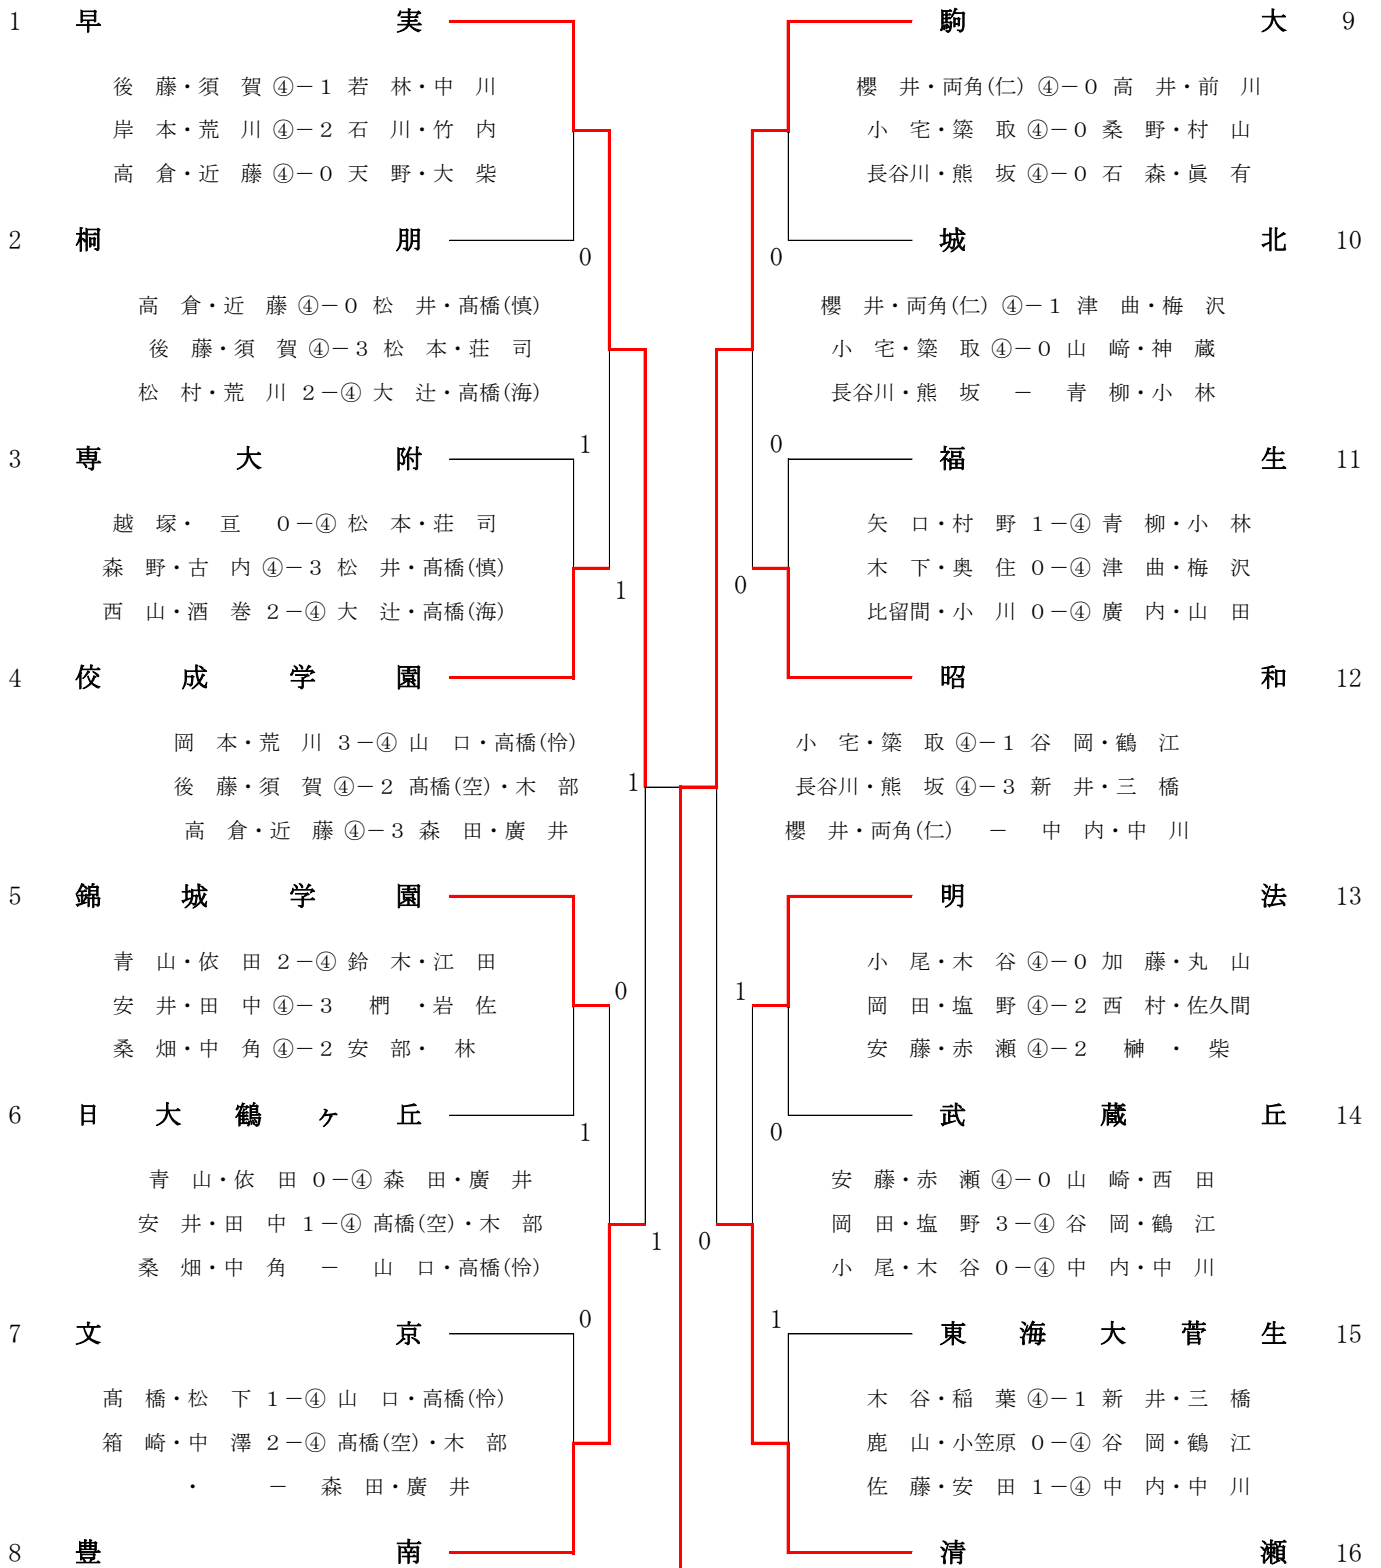 1 早実
後 藤・須 賀 ④－1 若 林・中 川
岸 本・荒 川 ④－2 石 川・竹 内
高 倉・近 藤 ④－0 天 野・大 柴
2 桐朋
0
高 倉・近 藤 ④－0 松 井・髙橋(慎)
後 藤・須 賀 ④－3 松 本・荘 司
松 村・荒 川 2－④ 大 辻・高橋(海)
1
3 専大附
越 塚・ 亘 0－④ 松 本・荘 司
森 野・古 内 ④－3 松 井・髙橋(慎)
西 山・酒 巻 2－④ 大 辻・高橋(海)
1
4 佼成学園
岡 本・荒 川 3－④ 山 口・高橋(怜)
後 藤・須 賀 ④－2 髙橋(空)・木 部
高 倉・近 藤 ④－3 森 田・廣 井
1
5 錦城学園
青 山・依 田 2－④ 鈴 木・江 田
安 井・田 中 ④－3 椚 ・岩 佐
桑 畑・中 角 ④－2 安 部・ 林
0
6 日大鶴ヶ丘
1
青 山・依 田 0－④ 森 田・廣 井
安 井・田 中 1－④ 髙橋(空)・木 部
桑 畑・中 角 － 山 口・高橋(怜)
1
0
7 文京
髙 橋・松 下 1－④ 山 口・高橋(怜)
箱 崎・中 澤 2－④ 髙橋(空)・木 部
・ － 森 田・廣 井
8 豊南
駒大 9
櫻 井・両角(仁) ④－0 高 井・前 川
小 宅・築 取 ④－0 桑 野・村 山
長谷川・熊 坂 ④－0 石 森・眞 有
城北 10
0
櫻 井・両角(仁) ④－1 津 曲・梅 沢
小 宅・築 取 ④－0 山 﨑・神 蔵
長谷川・熊 坂 － 青 柳・小 林
0
福生 11
矢 口・村 野 1－④ 青 柳・小 林
木 下・奥 住 0－④ 津 曲・梅 沢
比留間・小 川 0－④ 廣 内・山 田
0
昭和 12
小 宅・築 取 ④－1 谷 岡・鶴 江
長谷川・熊 坂 ④－3 新 井・三 橋
櫻 井・両角(仁) － 中 内・中 川
明法 13
小 尾・木 谷 ④－0 加 藤・丸 山
岡 田・塩 野 ④－2 西 村・佐久間
安 藤・赤 瀬 ④－2 榊 ・ 柴
1
武蔵丘 14
0
安 藤・赤 瀬 ④－0 山 崎・西 田
岡 田・塩 野 3－④ 谷 岡・鶴 江
小 尾・木 谷 0－④ 中 内・中 川
0
1
東海大菅生 15
木 谷・稲 葉 ④－1 新 井・三 橋
鹿 山・小笠原 0－④ 谷 岡・鶴 江
佐 藤・安 田 1－④ 中 内・中 川
清瀬 16